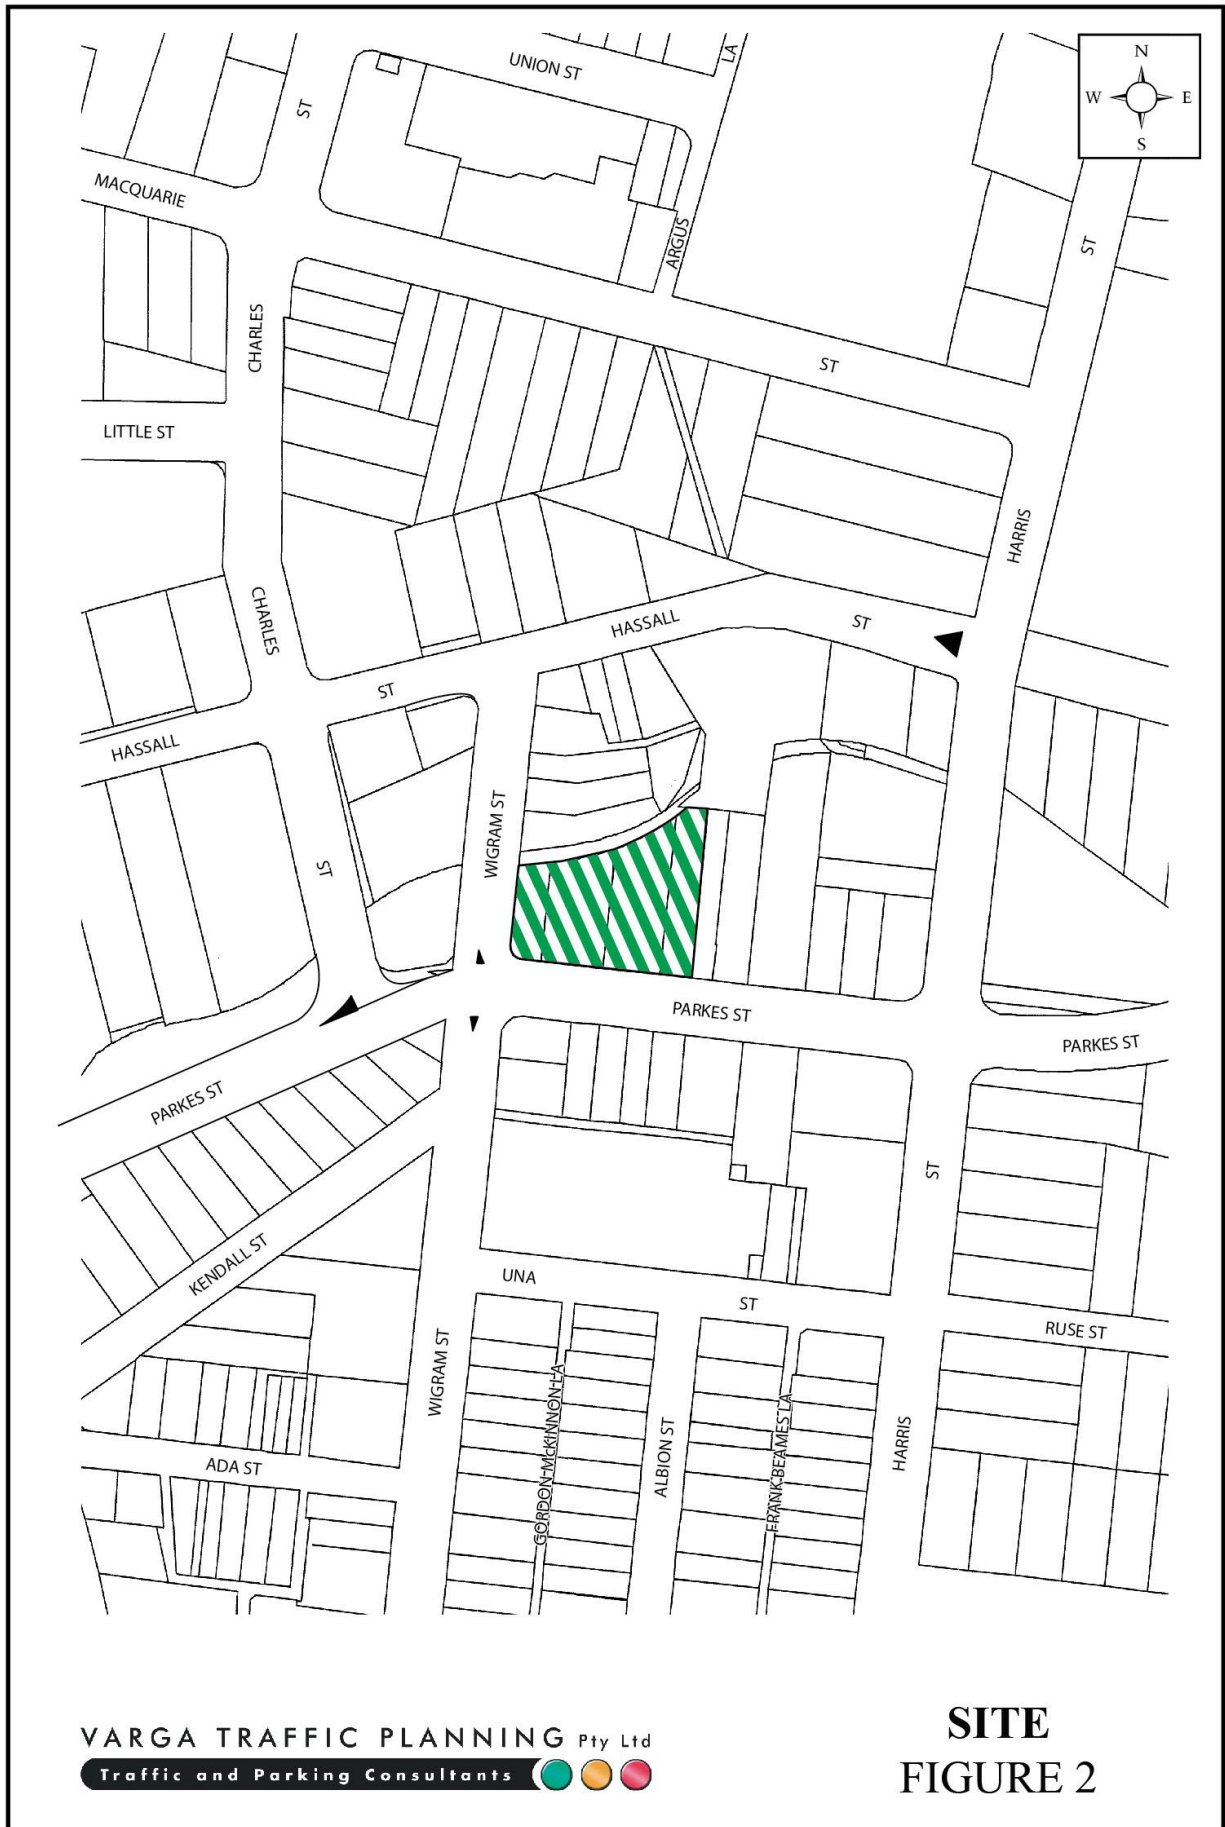 UNION ST
LA
N
W E
S
ST
MACQUARIE
ARGUS
ST
CHARLES
ST
LITTLE ST
HARRIS
CHARLES
HASSALL
ST
ST
HASSALL
WIGRAM ST
ST
PARKES ST
PARKES ST
PARKES ST
ST
KENDALL ST
UNA
ST
RUSE ST
WIGRAM ST
GORDON McKINNON LA
ALBION ST
FRANK BEAMES LA
HARRIS
ADA ST
VARGA TRAFFIC PLANNING Pty Ltd
Traffic and Parking Consultants
SITE
FIGURE 2